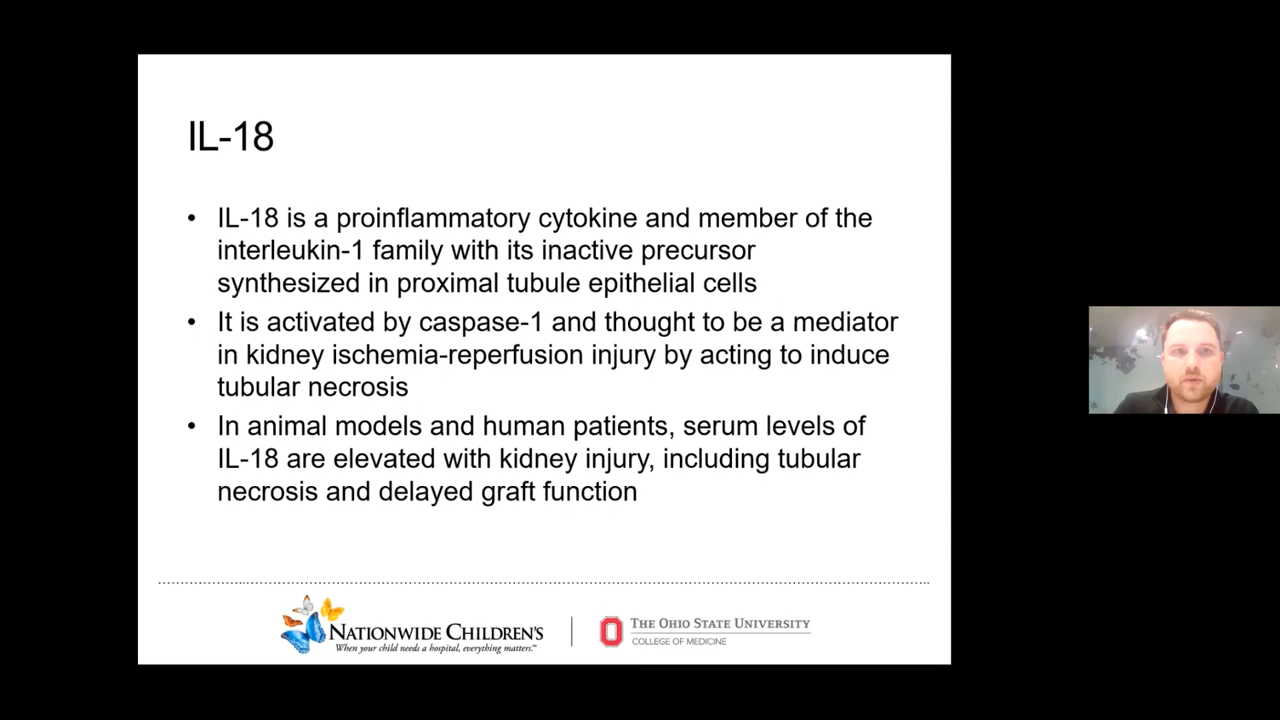 IL-18
• IL-18 is a proinflammatory cytokine and member of the
interleukin-1 family with its inactive precursor
synthesized in proximal tubule epithelial cells
• It is activated by caspase-1 and thought to be a mediator
in kidney ischemia-reperfusion injury by acting to induce
tubular necrosis
• In animal models and human patients, serum levels of
IL-18 are elevated with kidney injury, including tubular
necrosis and delayed graft function
NATIONWIDE CHILDREN'S
When your child needs a hospital, everything matters.™
THE OHIO STATE UNIVERSITY
COLLEGE OF MEDICINE